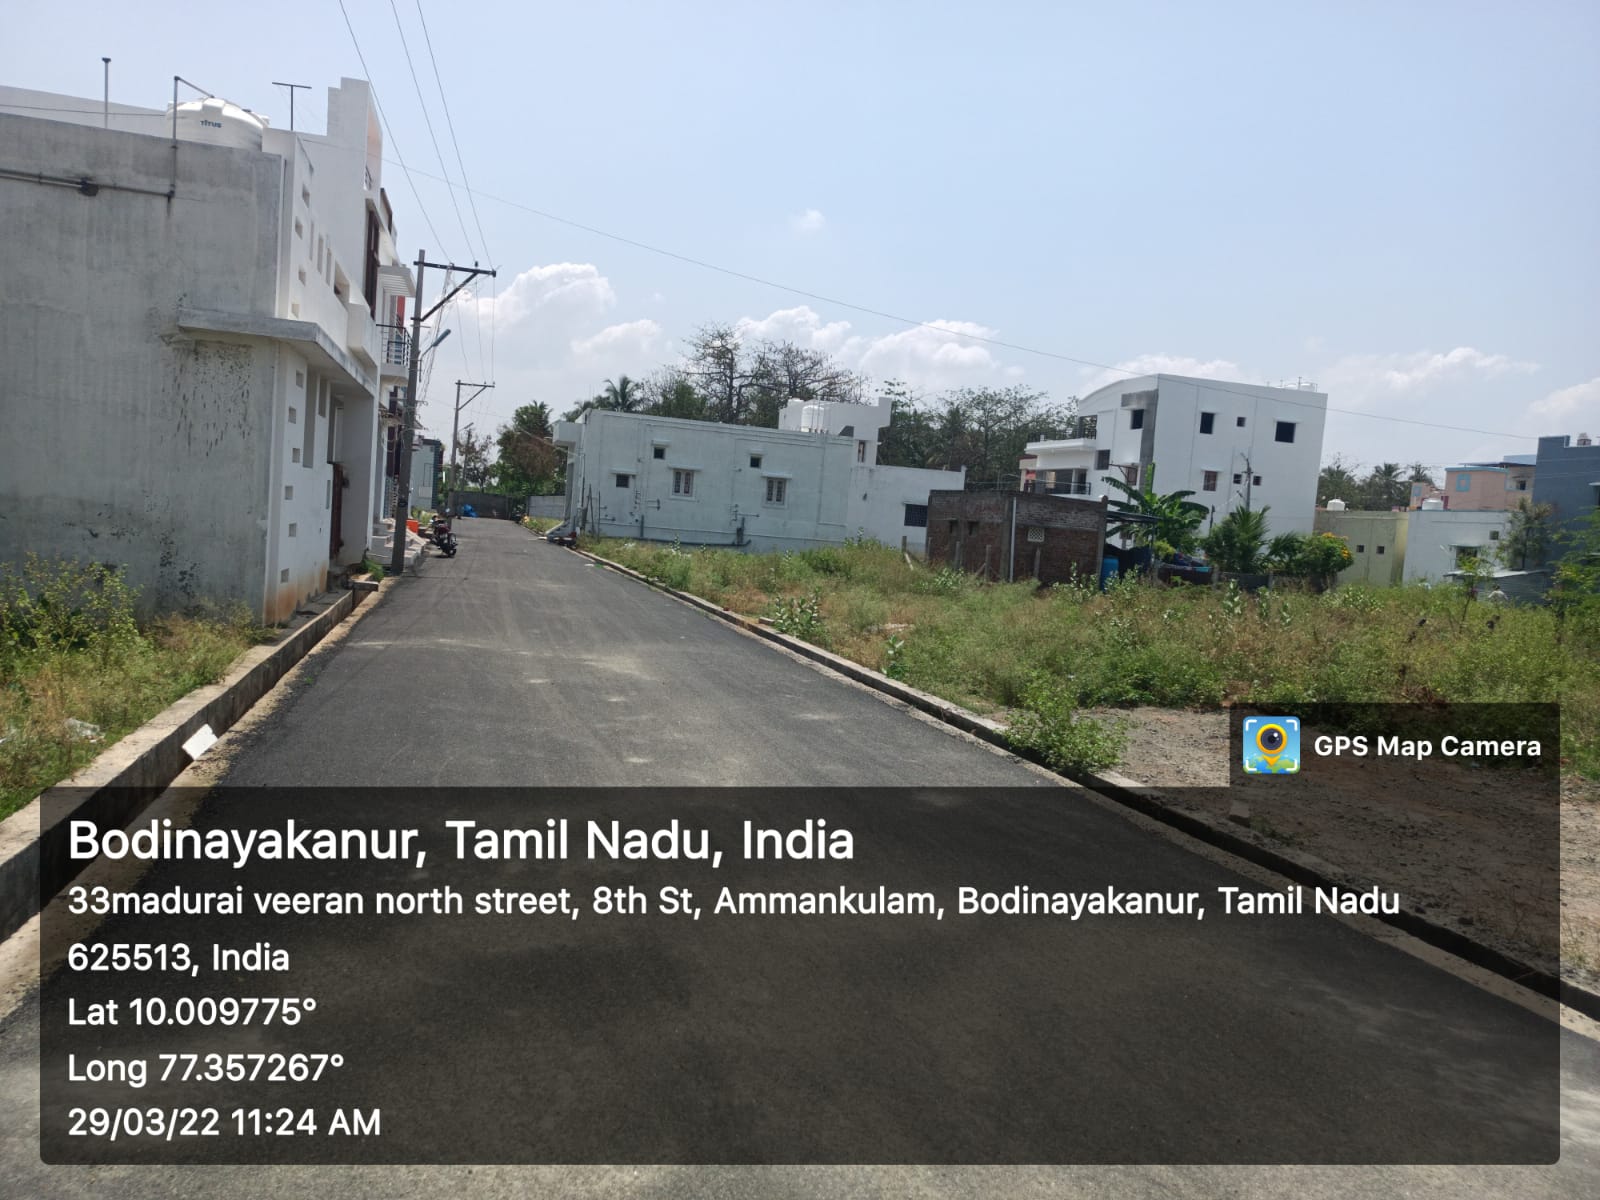 TITUS
GPS Map Camera
Bodinayakanur, Tamil Nadu, India
33madurai veeran north street, 8th St, Ammankulam, Bodinayakanur, Tamil Nadu
625513, India
Lat 10.009775°
Long 77.357267°
29/03/22 11:24 AM